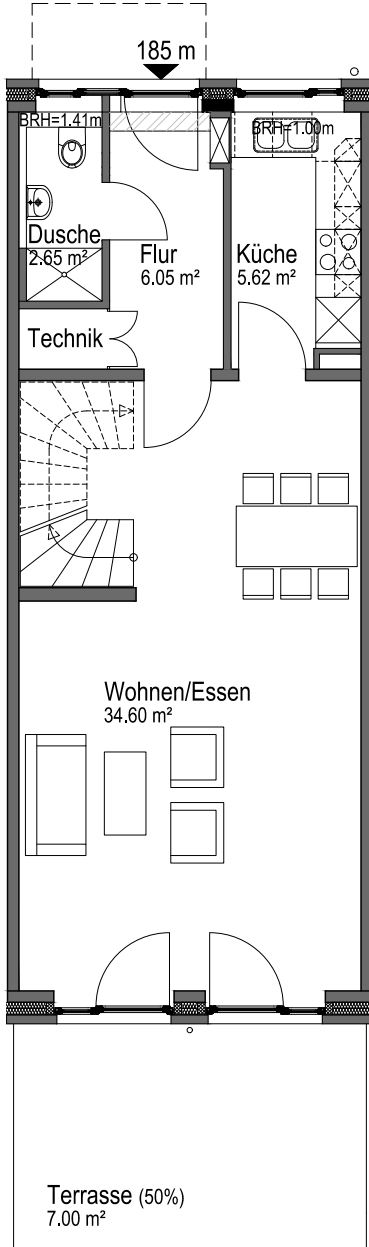 185 m
BRH=1.41m
BRH=1.00m
Dusche
2.65 m²
Flur
6.05 m²
Küche
5.62 m²
Technik
Wohnen/Essen
34.60 m²
Terrasse (50%)
7.00 m²